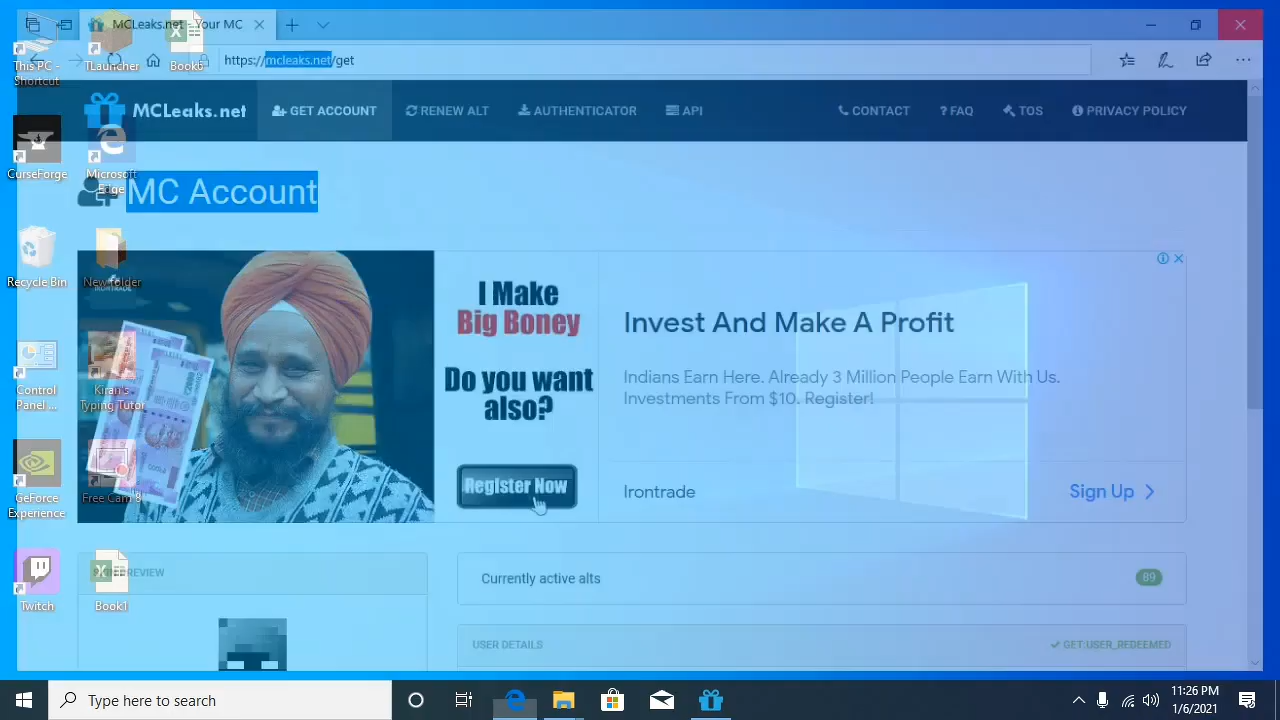 MCLeaks.net - Your MC
https://mcleaks.net/get
MCLeaks.net
GET ACCOUNT
RENEW ALT
AUTHENTICATOR
API
CONTACT
? FAQ
TOS
PRIVACY POLICY
MC Account
IRONTRADE
I Make
Big Boney
Do you want
also?
Register Now
Invest And Make A Profit
Indians Earn Here. Already 3 Million People Earn With Us.
Investments From $10. Register!
Irontrade
Sign Up
Currently active alts
89
USER DETAILS
GET:USER_REDEEMED
This PC -
Shortcut
TLauncher
CurseForge
Microsoft
Edge
Recycle Bin
New folder
Control
Panel ...
Kiran's
Typing Tutor
GeForce
Experience
Free Cam 8
Twitch
Book1
Type here to search
11:26 PM
1/6/2021